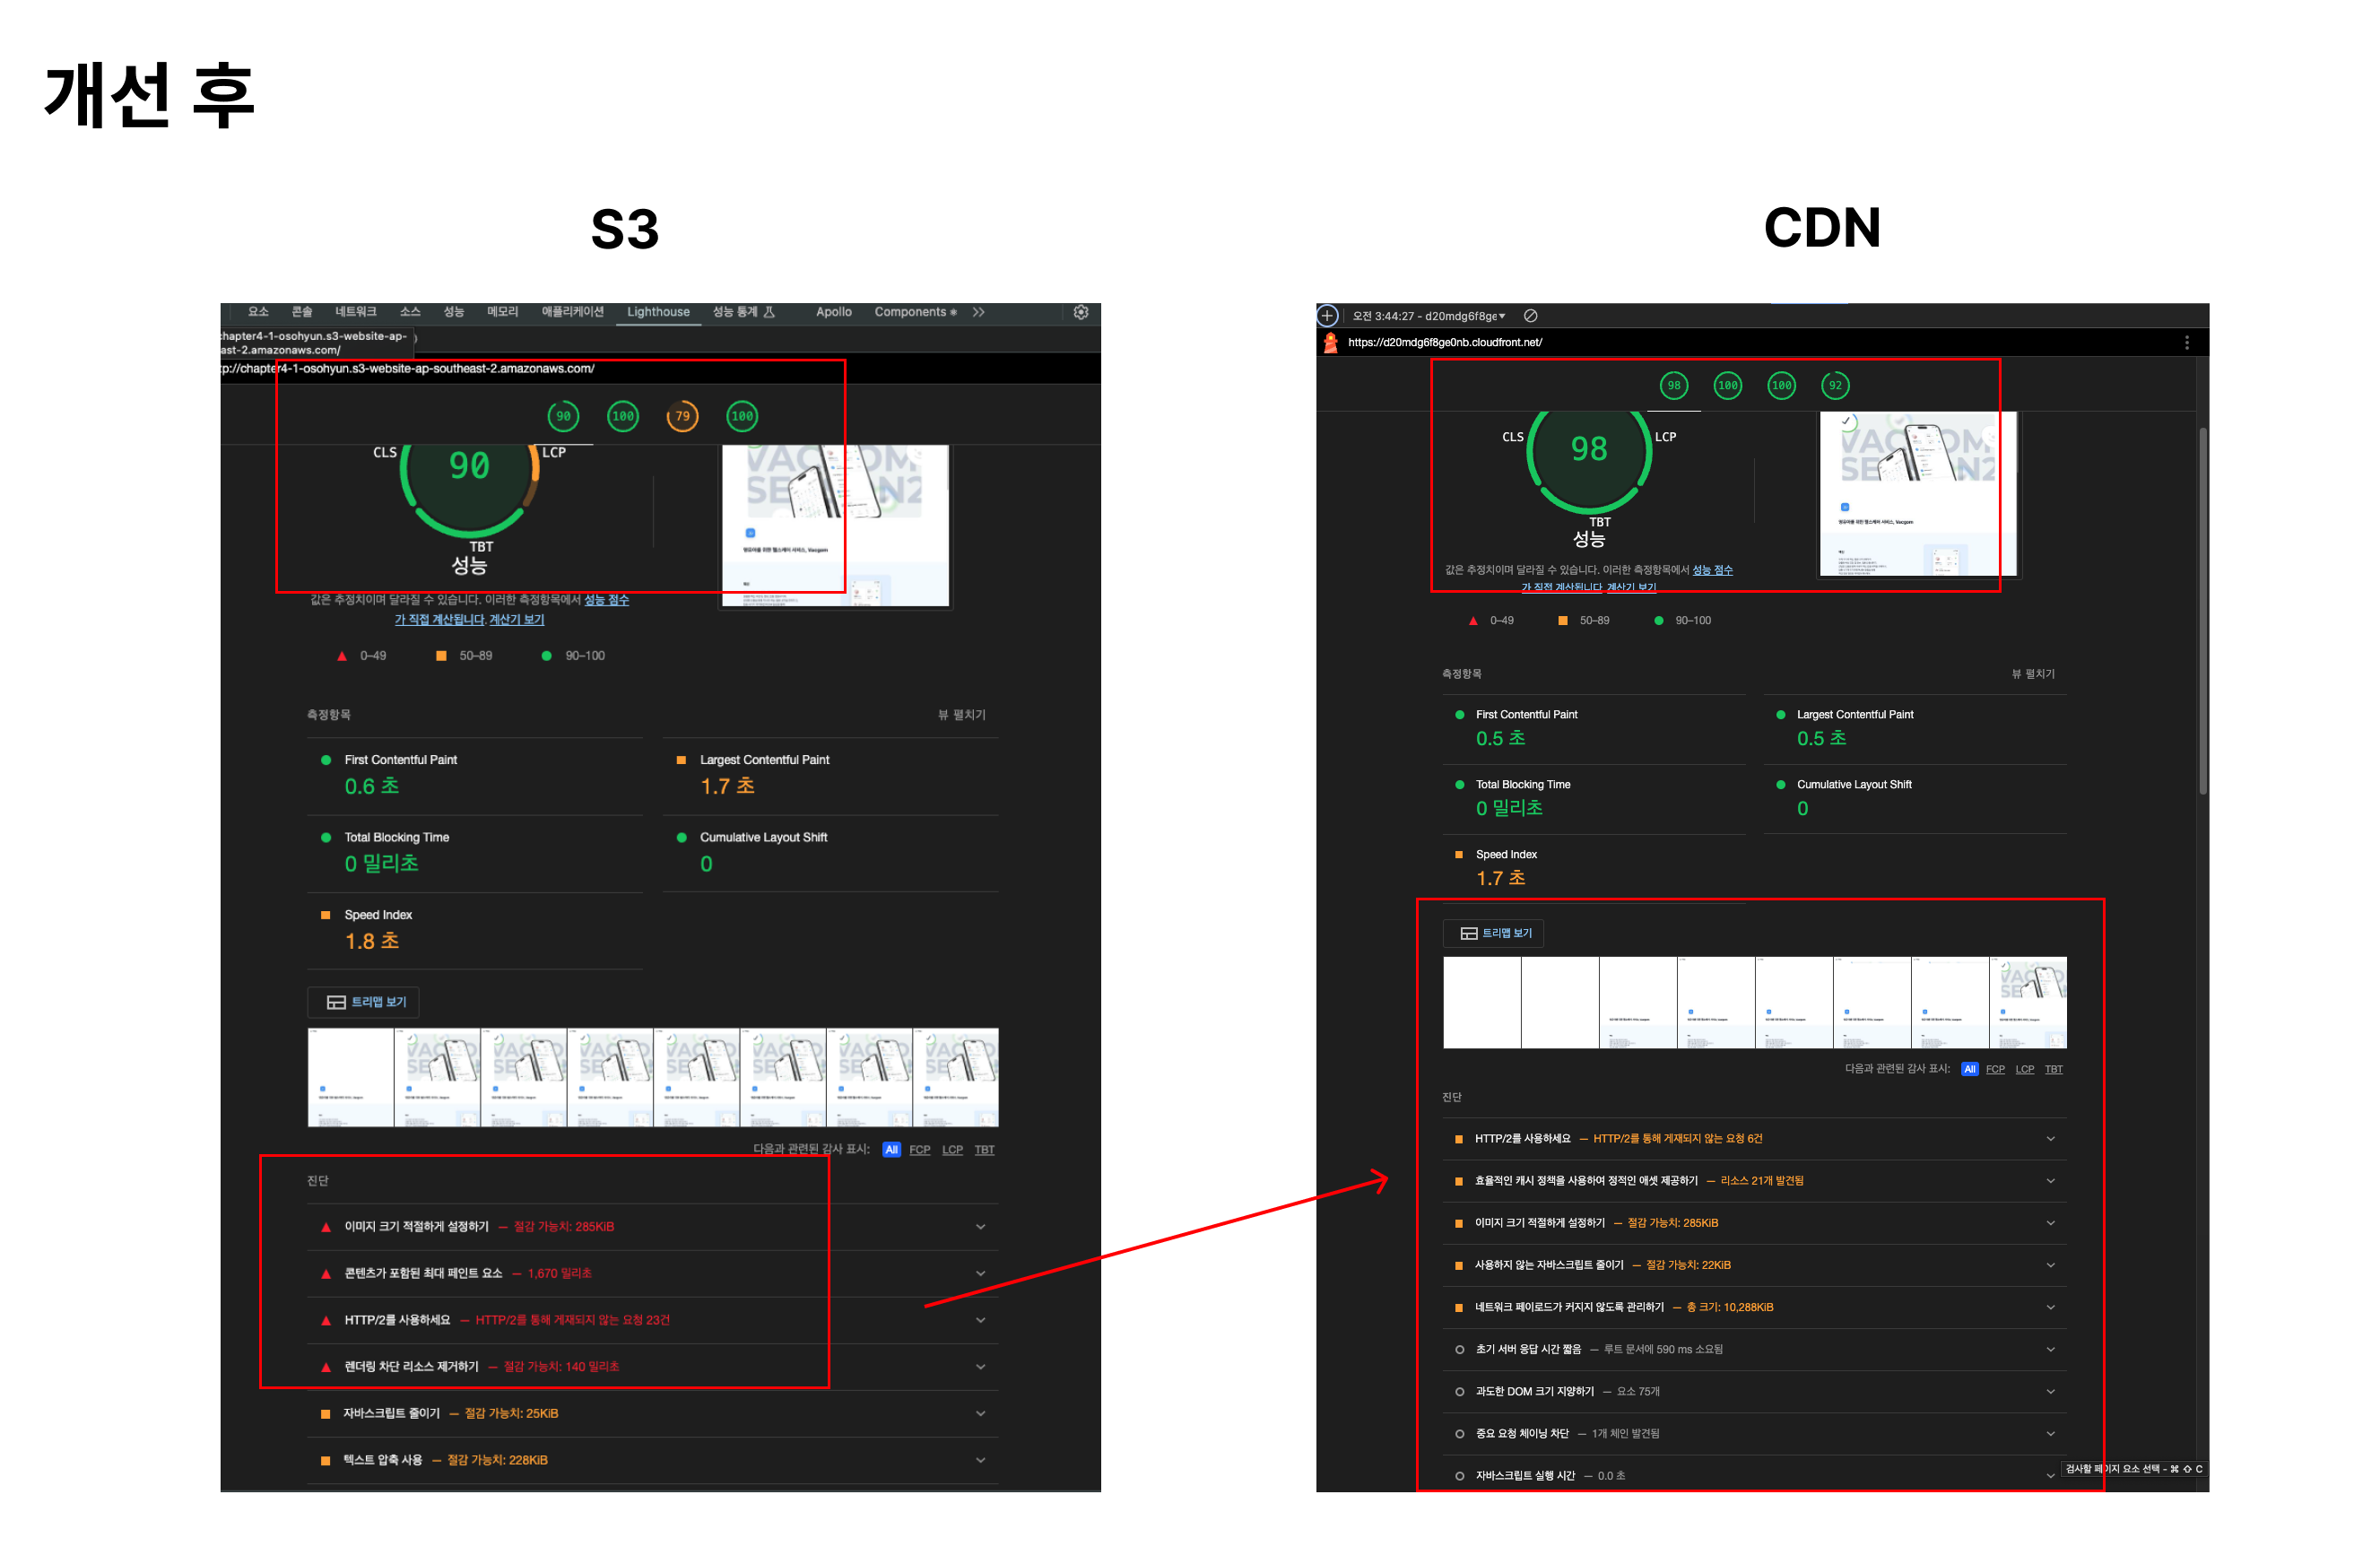 개선 후
S3
CDN
요소 콘솔 네트워크 소스 성능 메모리 애플리케이션 Lighthouse 성능 통계 Apollo Components
chapter4-1-osohyun.s3-website-ap-
ast-2.amazonaws.com/
p://chapter4-1-osohyun.s3-website-ap-southeast-2.amazonaws.com/
90 100 79 100
CLS LCP
90
TBT
성능
값은 추정치이며 달라질 수 있습니다. 이러한 측정항목에서 성능 점수
가 직접 계산됩니다. 계산기 보기
0–49 50–89 90–100
측정항목 뷰 펼치기
First Contentful Paint
0.6 초
Largest Contentful Paint
1.7 초
Total Blocking Time
0 밀리초
Cumulative Layout Shift
0
Speed Index
1.8 초
트리맵 보기
다음과 관련된 감사 표시: All FCP LCP TBT
진단
이미지 크기 적절하게 설정하기 — 절감 가능치: 285KiB
콘텐츠가 포함된 최대 페인트 요소 — 1,670 밀리초
HTTP/2를 사용하세요 — HTTP/2를 통해 게재되지 않는 요청 23건
렌더링 차단 리소스 제거하기 — 절감 가능치: 140 밀리초
자바스크립트 줄이기 — 절감 가능치: 25KiB
텍스트 압축 사용 — 절감 가능치: 228KiB
오전 3:44:27 - d20mdg6f8ge
https://d20mdg6f8ge0nb.cloudfront.net/
98 100 100 92
CLS LCP
98
TBT
성능
영유아를 위한 헬스케어 서비스, Vacgom
값은 추정치이며 달라질 수 있습니다. 이러한 측정항목에서 성능 점수
가 직접 계산됩니다. 계산기 보기
0–49 50–89 90–100
측정항목 뷰 펼치기
First Contentful Paint
0.5 초
Largest Contentful Paint
0.5 초
Total Blocking Time
0 밀리초
Cumulative Layout Shift
0
Speed Index
1.7 초
트리맵 보기
다음과 관련된 감사 표시: All FCP LCP TBT
진단
HTTP/2를 사용하세요 — HTTP/2를 통해 게재되지 않는 요청 6건
효율적인 캐시 정책을 사용하여 정적인 애셋 제공하기 — 리소스 21개 발견됨
이미지 크기 적절하게 설정하기 — 절감 가능치: 285KiB
사용하지 않는 자바스크립트 줄이기 — 절감 가능치: 22KiB
네트워크 페이로드가 커지지 않도록 관리하기 — 총 크기: 10,288KiB
초기 서버 응답 시간 짧음 — 루트 문서에 590 ms 소요됨
과도한 DOM 크기 지양하기 — 요소 75개
중요 요청 체이닝 차단 — 1개 체인 발견됨
자바스크립트 실행 시간 — 0.0 초
검사할 페이지 요소 선택 - ⌘ ⇧ C